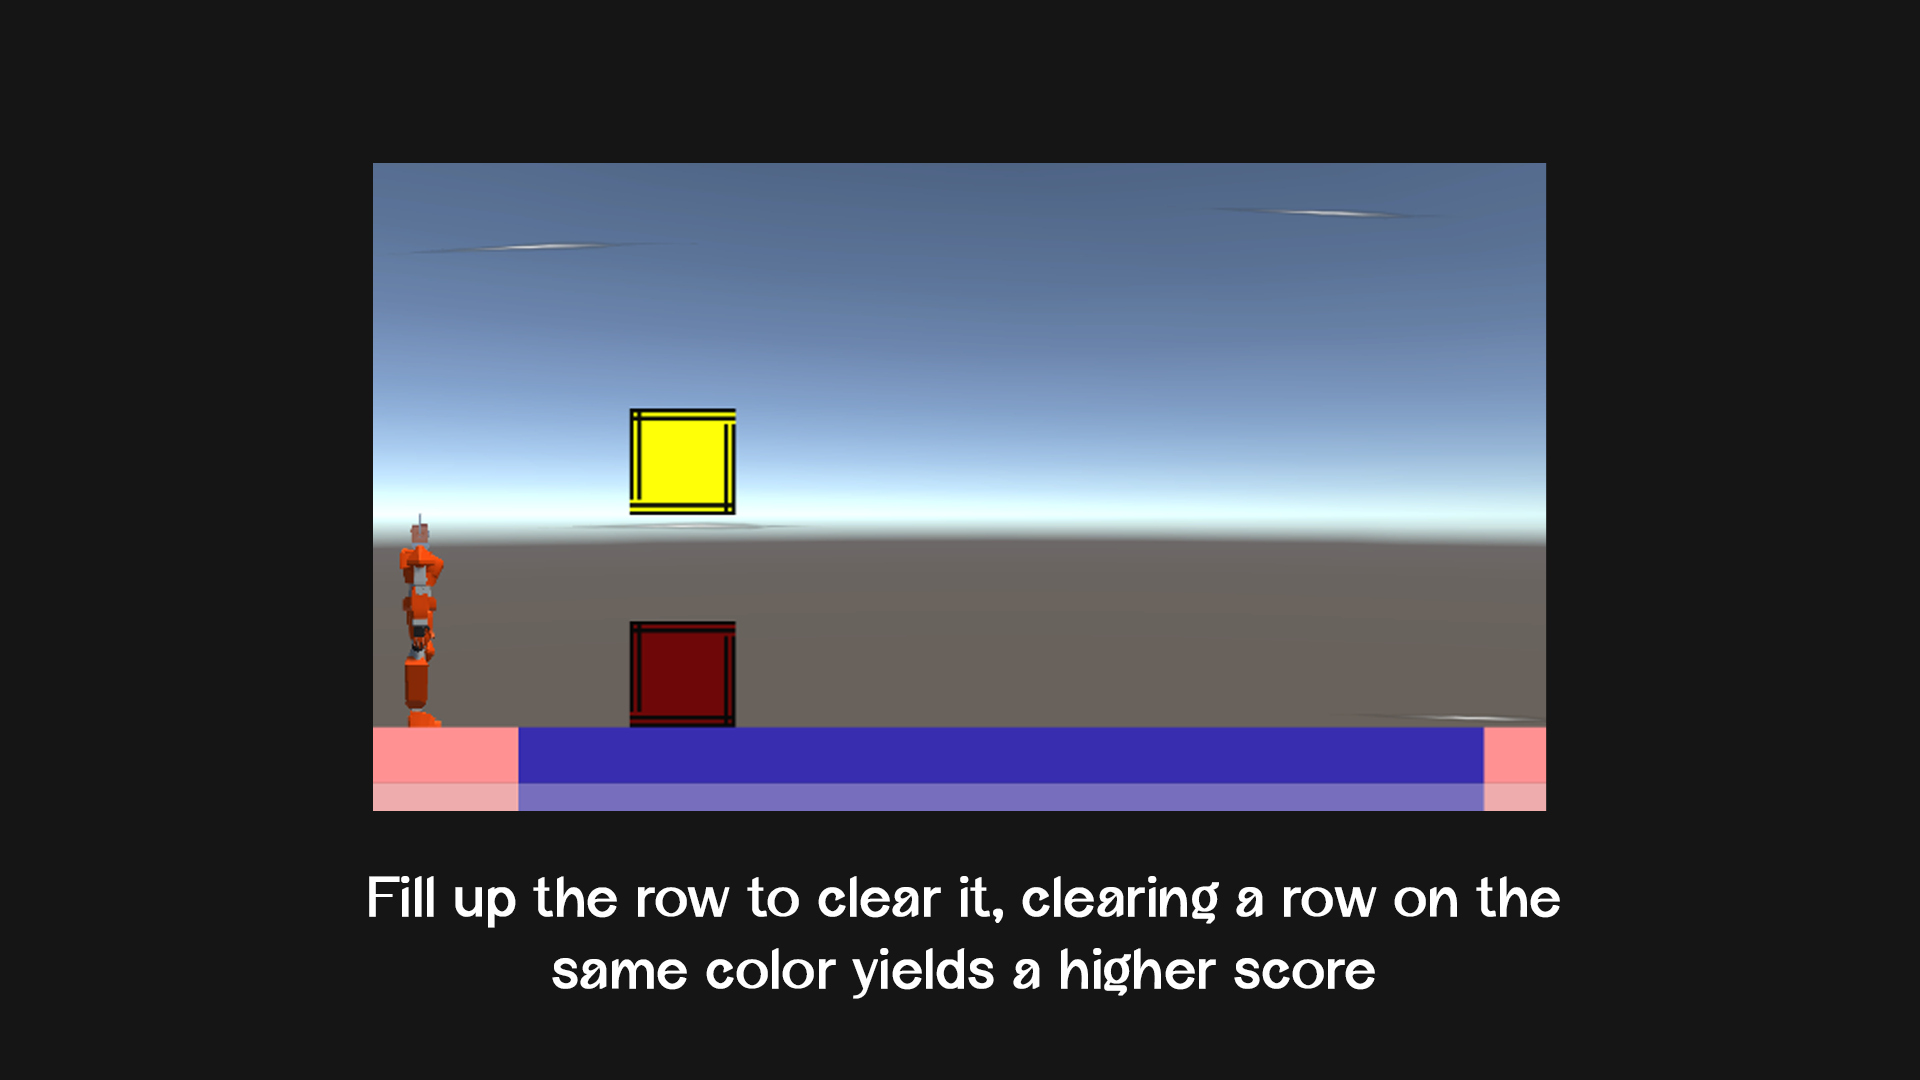 Fill up the row to clear it, clearing a row on the
same color yields a higher score